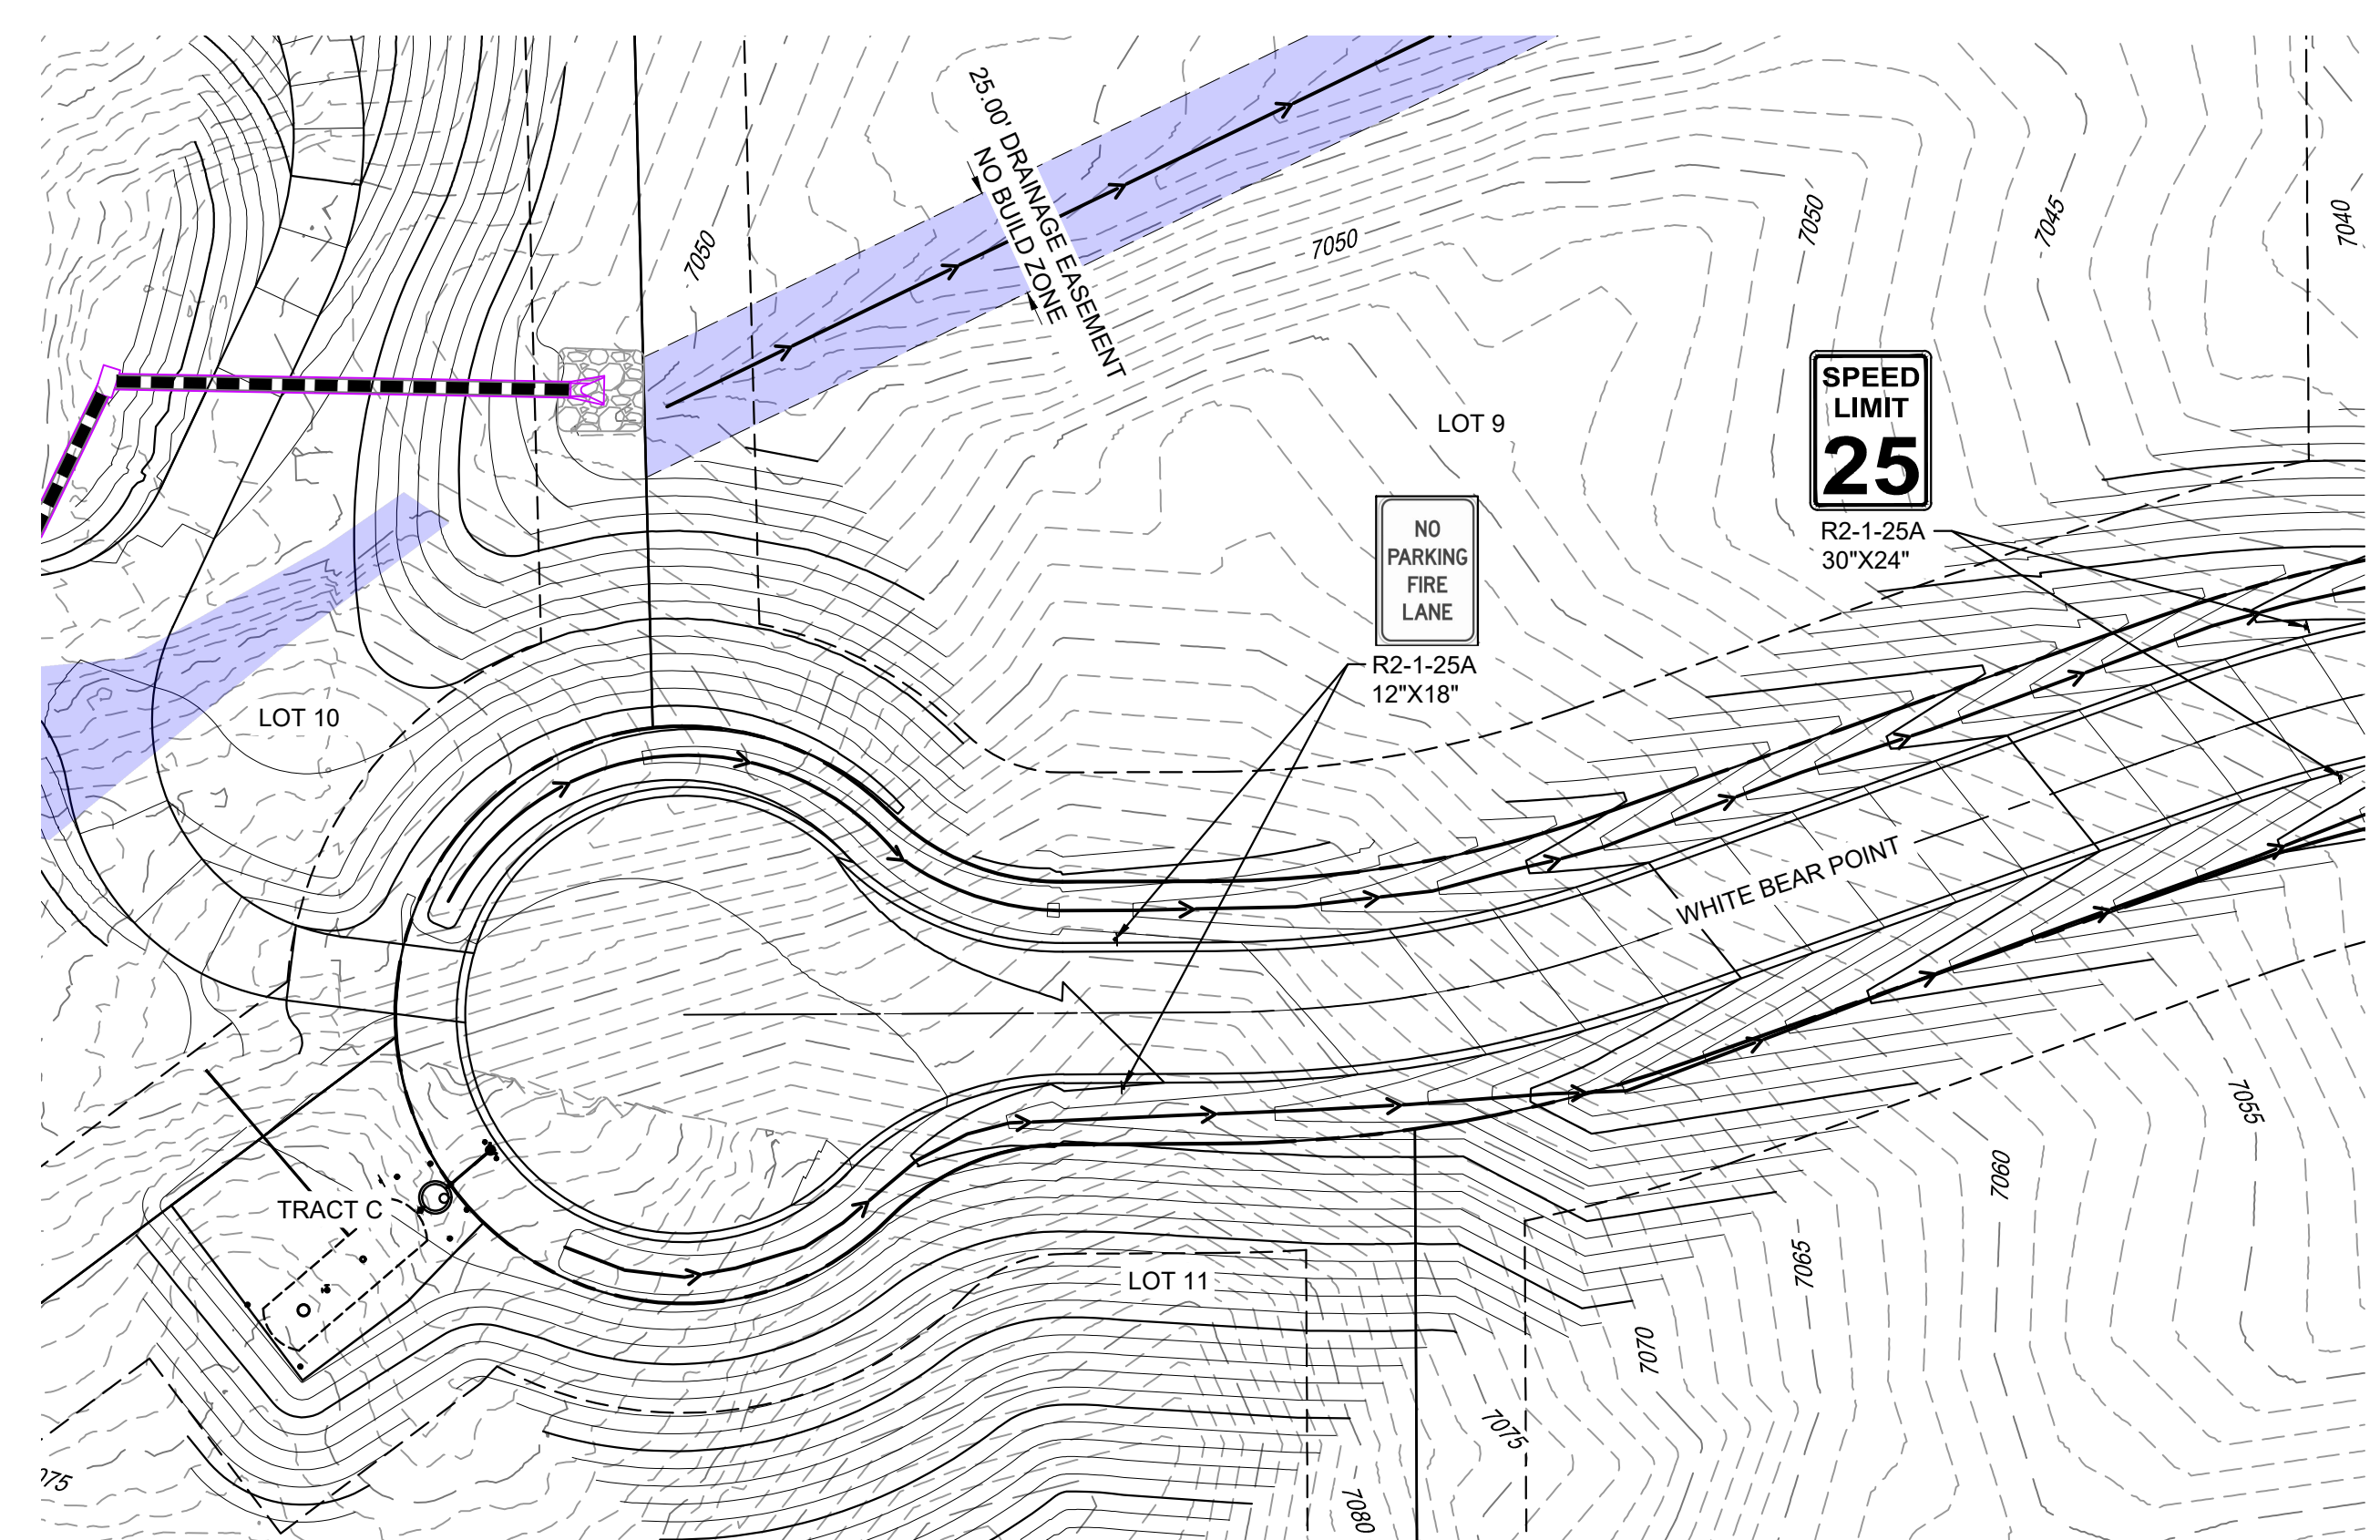 25.00' DRAINAGE EASEMENT
NO BUILD ZONE
7050
7050
7050
7045
7040
LOT 9
SPEED
LIMIT
25
R2-1-25A
30"X24"
NO
PARKING
FIRE
LANE
R2-1-25A
12"X18"
LOT 10
WHITE BEAR POINT
TRACT C
LOT 11
7055
7060
7065
7070
7075
7080